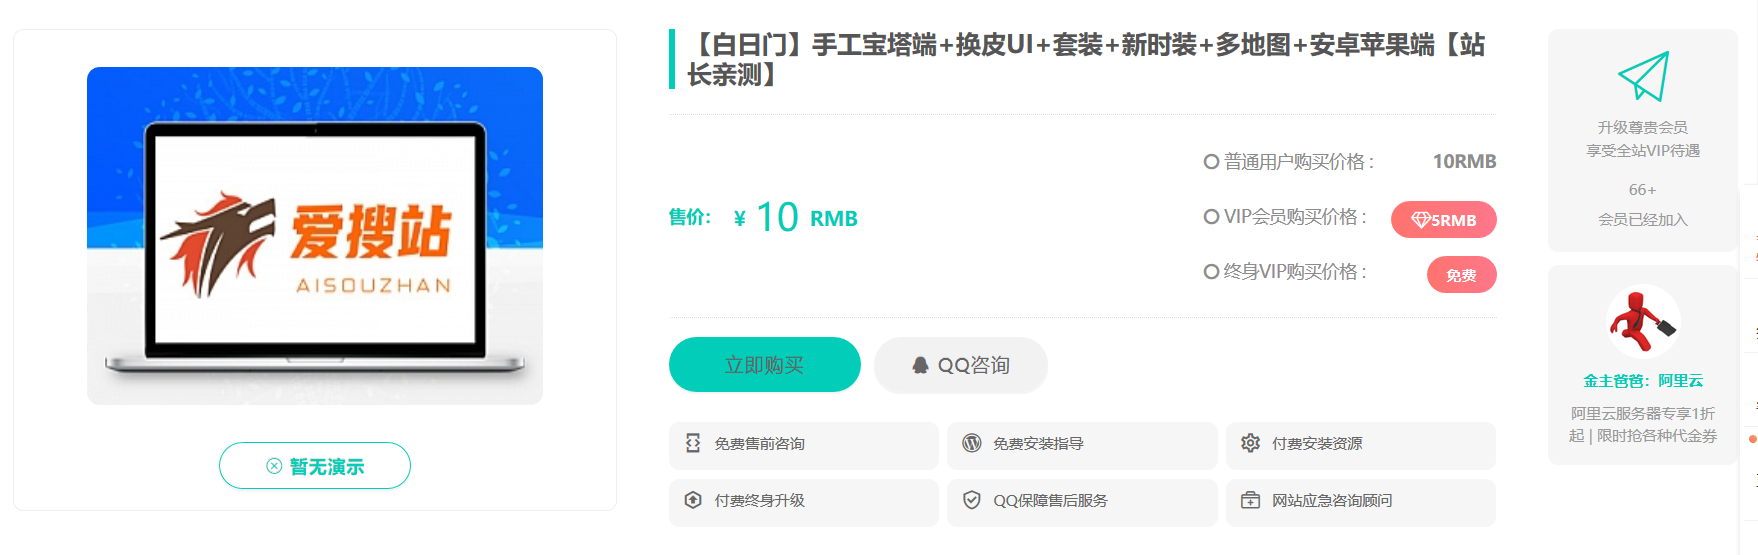 爱搜站
AISOUZHAN
暂无演示
【白日门】手工宝塔端+换皮UI+套装+新时装+多地图+安卓苹果端【站
长亲测】
售价： ¥ 10 RMB
普通用户购买价格 : 10RMB
VIP会员购买价格 : 5RMB
终身VIP购买价格 : 免费
立即购买
QQ咨询
免费售前咨询
免费安装指导
付费安装资源
付费终身升级
QQ保障售后服务
网站应急咨询顾问
升级尊贵会员
享受全站VIP待遇
66+
会员已经加入
金主爸爸：阿里云
阿里云服务器专享1折
起 | 限时抢各种代金券